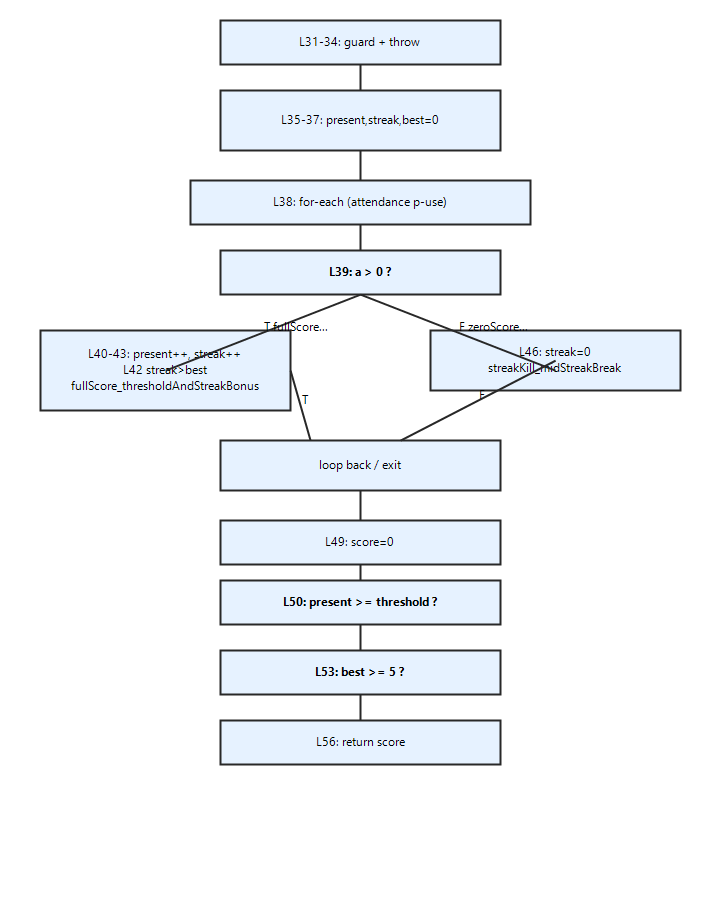 L31-34: guard + throw
L35-37: present,streak,best=0
L38: for-each (attendance p-use)
L39: a > 0 ?
T fullScore...
F zeroScore...
L40-43: present++, streak++
L42 streak>best
fullScore_thresholdAndStreakBonus
L46: streak=0
streakKill_midStreakBreak
T
F
loop back / exit
L49: score=0
L50: present >= threshold ?
L53: best >= 5 ?
L56: return score